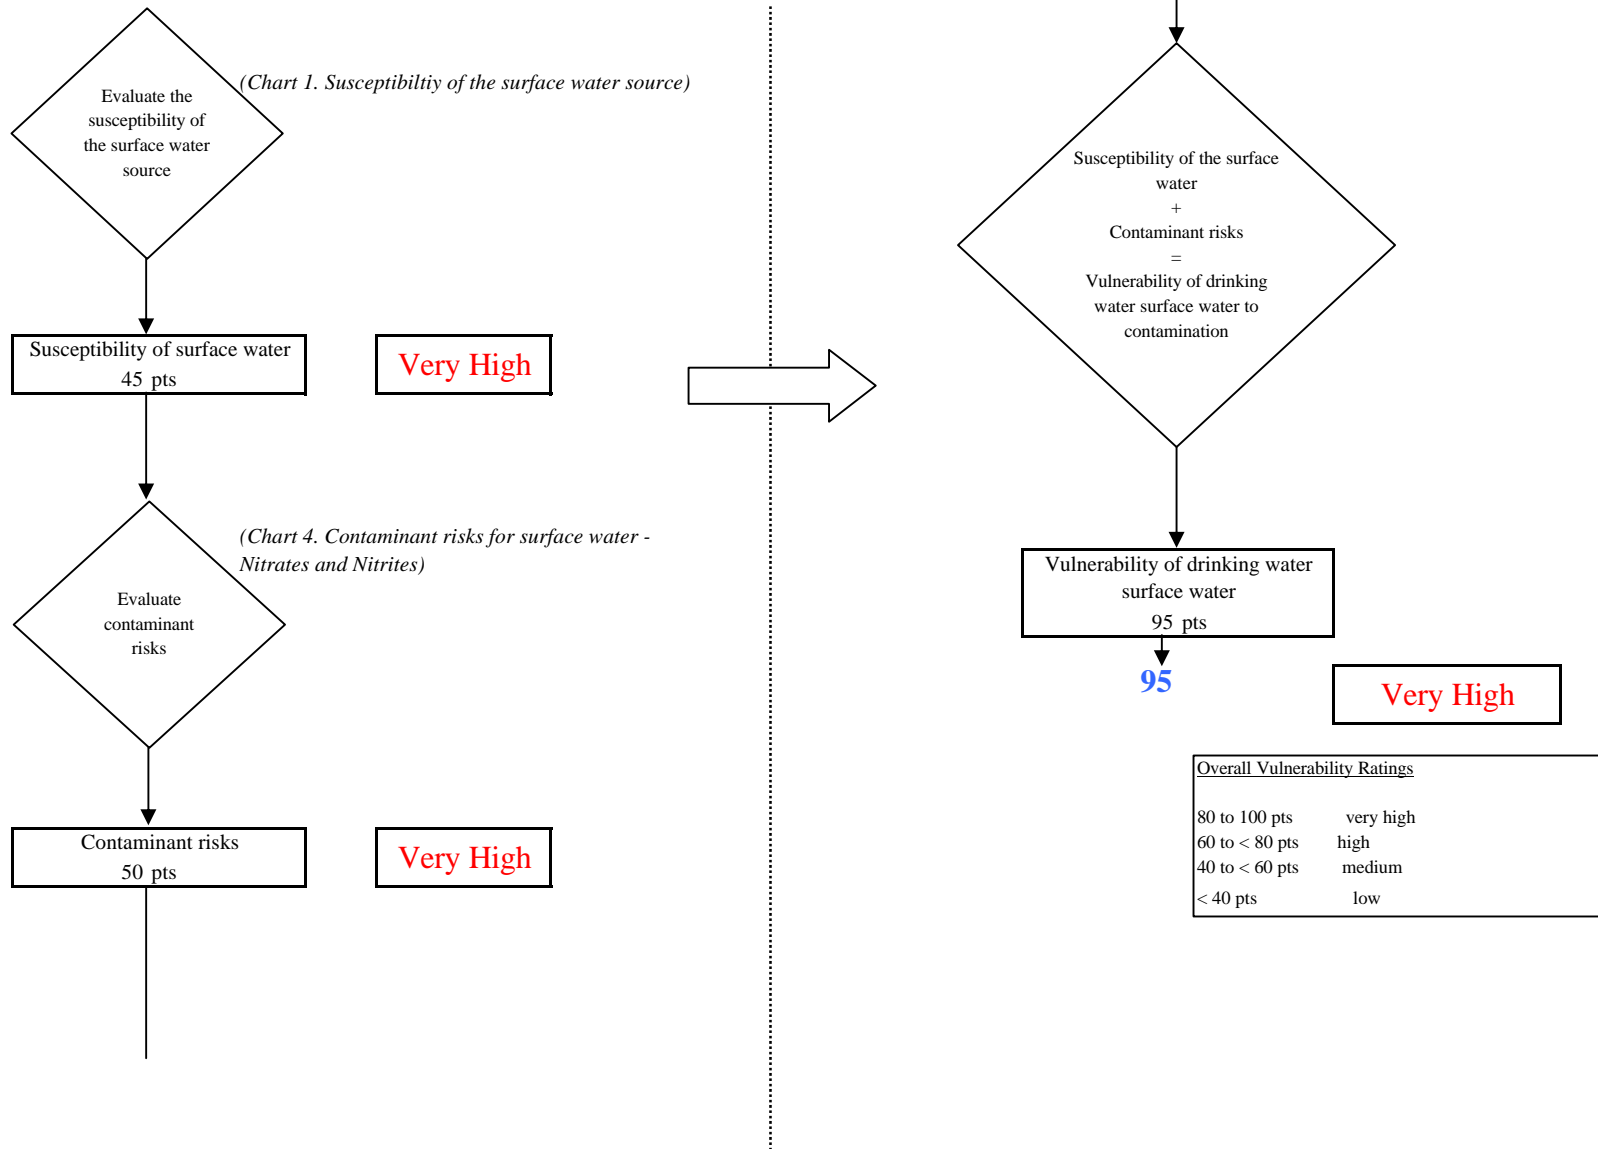 (Chart 1. Susceptibiltiy of the surface water source)
Evaluate the
susceptibility of
the surface water
source
Susceptibility of surface water
45 pts
Very High
(Chart 4. Contaminant risks for surface water -
Nitrates and Nitrites)
Evaluate
contaminant
risks
Contaminant risks
50 pts
Very High
Susceptibility of the surface
water
+
Contaminant risks
=
Vulnerability of drinking
water surface water to
contamination
Vulnerability of drinking water
surface water
95 pts
95
Very High
Overall Vulnerability Ratings
80 to 100 pts very high
60 to < 80 pts high
40 to < 60 pts medium
< 40 pts low